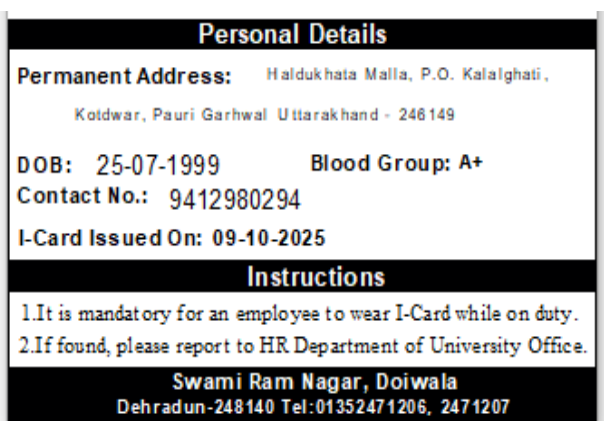 Personal Details
Permanent Address: Haldukhata Malla, P.O. Kalalghati,
Kotdwar, Pauri Garhwal Uttarakhand - 246149
DOB: 25-07-1999 Blood Group: A+
Contact No.: 9412980294
I-Card Issued On: 09-10-2025
Instructions
1.It is mandatory for an employee to wear I-Card while on duty.
2.If found, please report to HR Department of University Office.
Swami Ram Nagar, Doiwala
Dehradun-248140 Tel:01352471206, 2471207